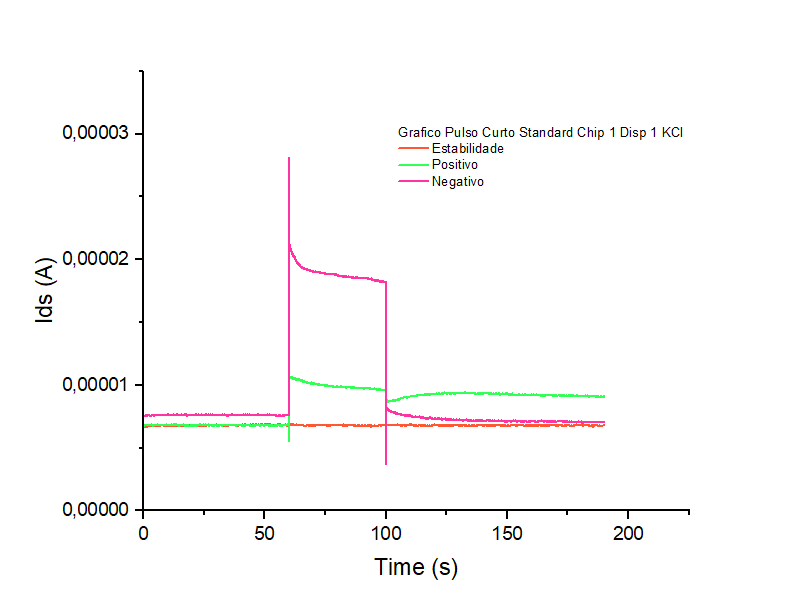 0,00003
Grafico Pulso Curto Standard Chip 1 Disp 1 KCl
Estabilidade
Positivo
Negativo
0,00002
Ids (A)
0,00001
0,00000
0 50 100 150 200
Time (s)